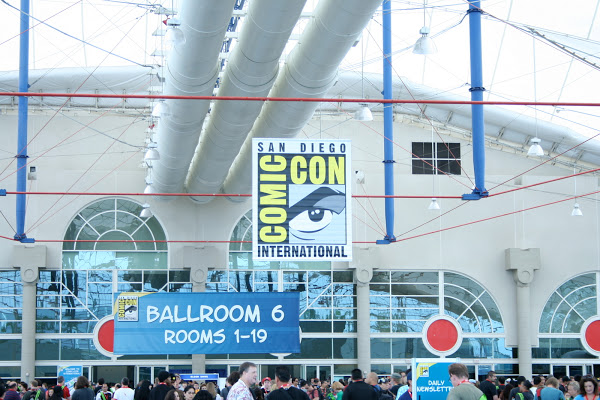 SAN DIEGO
COMIC CON
INTERNATIONAL
BALLROOM 6
ROOMS 1-19
DAILY
NEWSLETTER